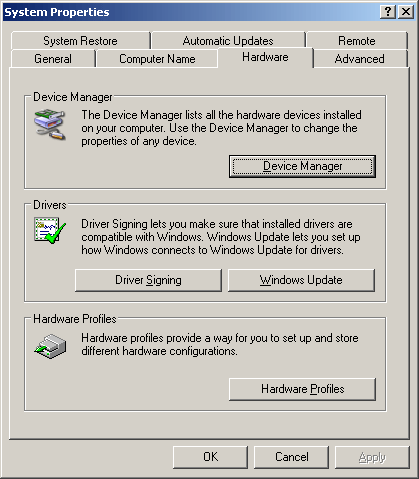 System Properties
System Restore Automatic Updates Remote
General Computer Name Hardware Advanced
Device Manager
The Device Manager lists all the hardware devices installed
on your computer. Use the Device Manager to change the
properties of any device.
Device Manager
Drivers
Driver Signing lets you make sure that installed drivers are
compatible with Windows. Windows Update lets you set up
how Windows connects to Windows Update for drivers.
Driver Signing Windows Update
Hardware Profiles
Hardware profiles provide a way for you to set up and store
different hardware configurations.
Hardware Profiles
OK Cancel Apply